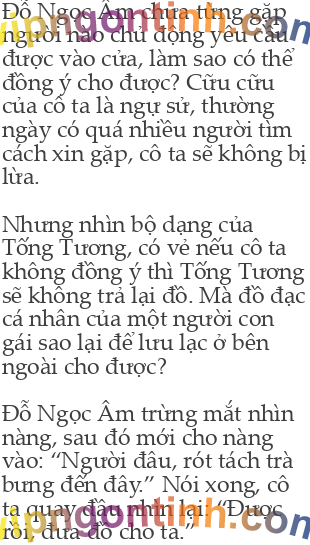 Đỗ Ngọc Âm chưa từng gặp
người nào chủ động yêu cầu
được vào cửa, làm sao có thể
đồng ý cho được? Cữu cữu
của cô ta là ngự sử, thường
ngày có quá nhiều người tìm
cách xin gặp, cô ta sẽ không bị
lừa.
Nhưng nhìn bộ dạng của
Tống Tương, có vẻ nếu cô ta
không đồng ý thì Tống Tương
sẽ không trả lại đồ. Mà đồ đạc
cá nhân của một người con
gái sao lại để lưu lạc ở bên
ngoài cho được?
Đỗ Ngọc Âm trừng mắt nhìn
nàng, sau đó mới cho nàng
vào: “Người đâu, rót tách trà
bưng đến đây.” Nói xong, cô
ta quay đầu nhìn lại: “Được
rồi, đưa đồ cho ta.”
vipngontinh.com
vipngontinh.com